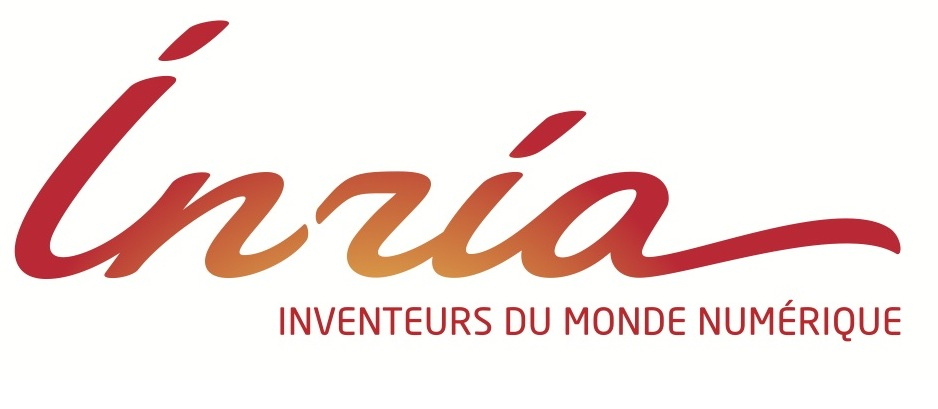 Inria
INVENTEURS DU MONDE NUMÉRIQUE